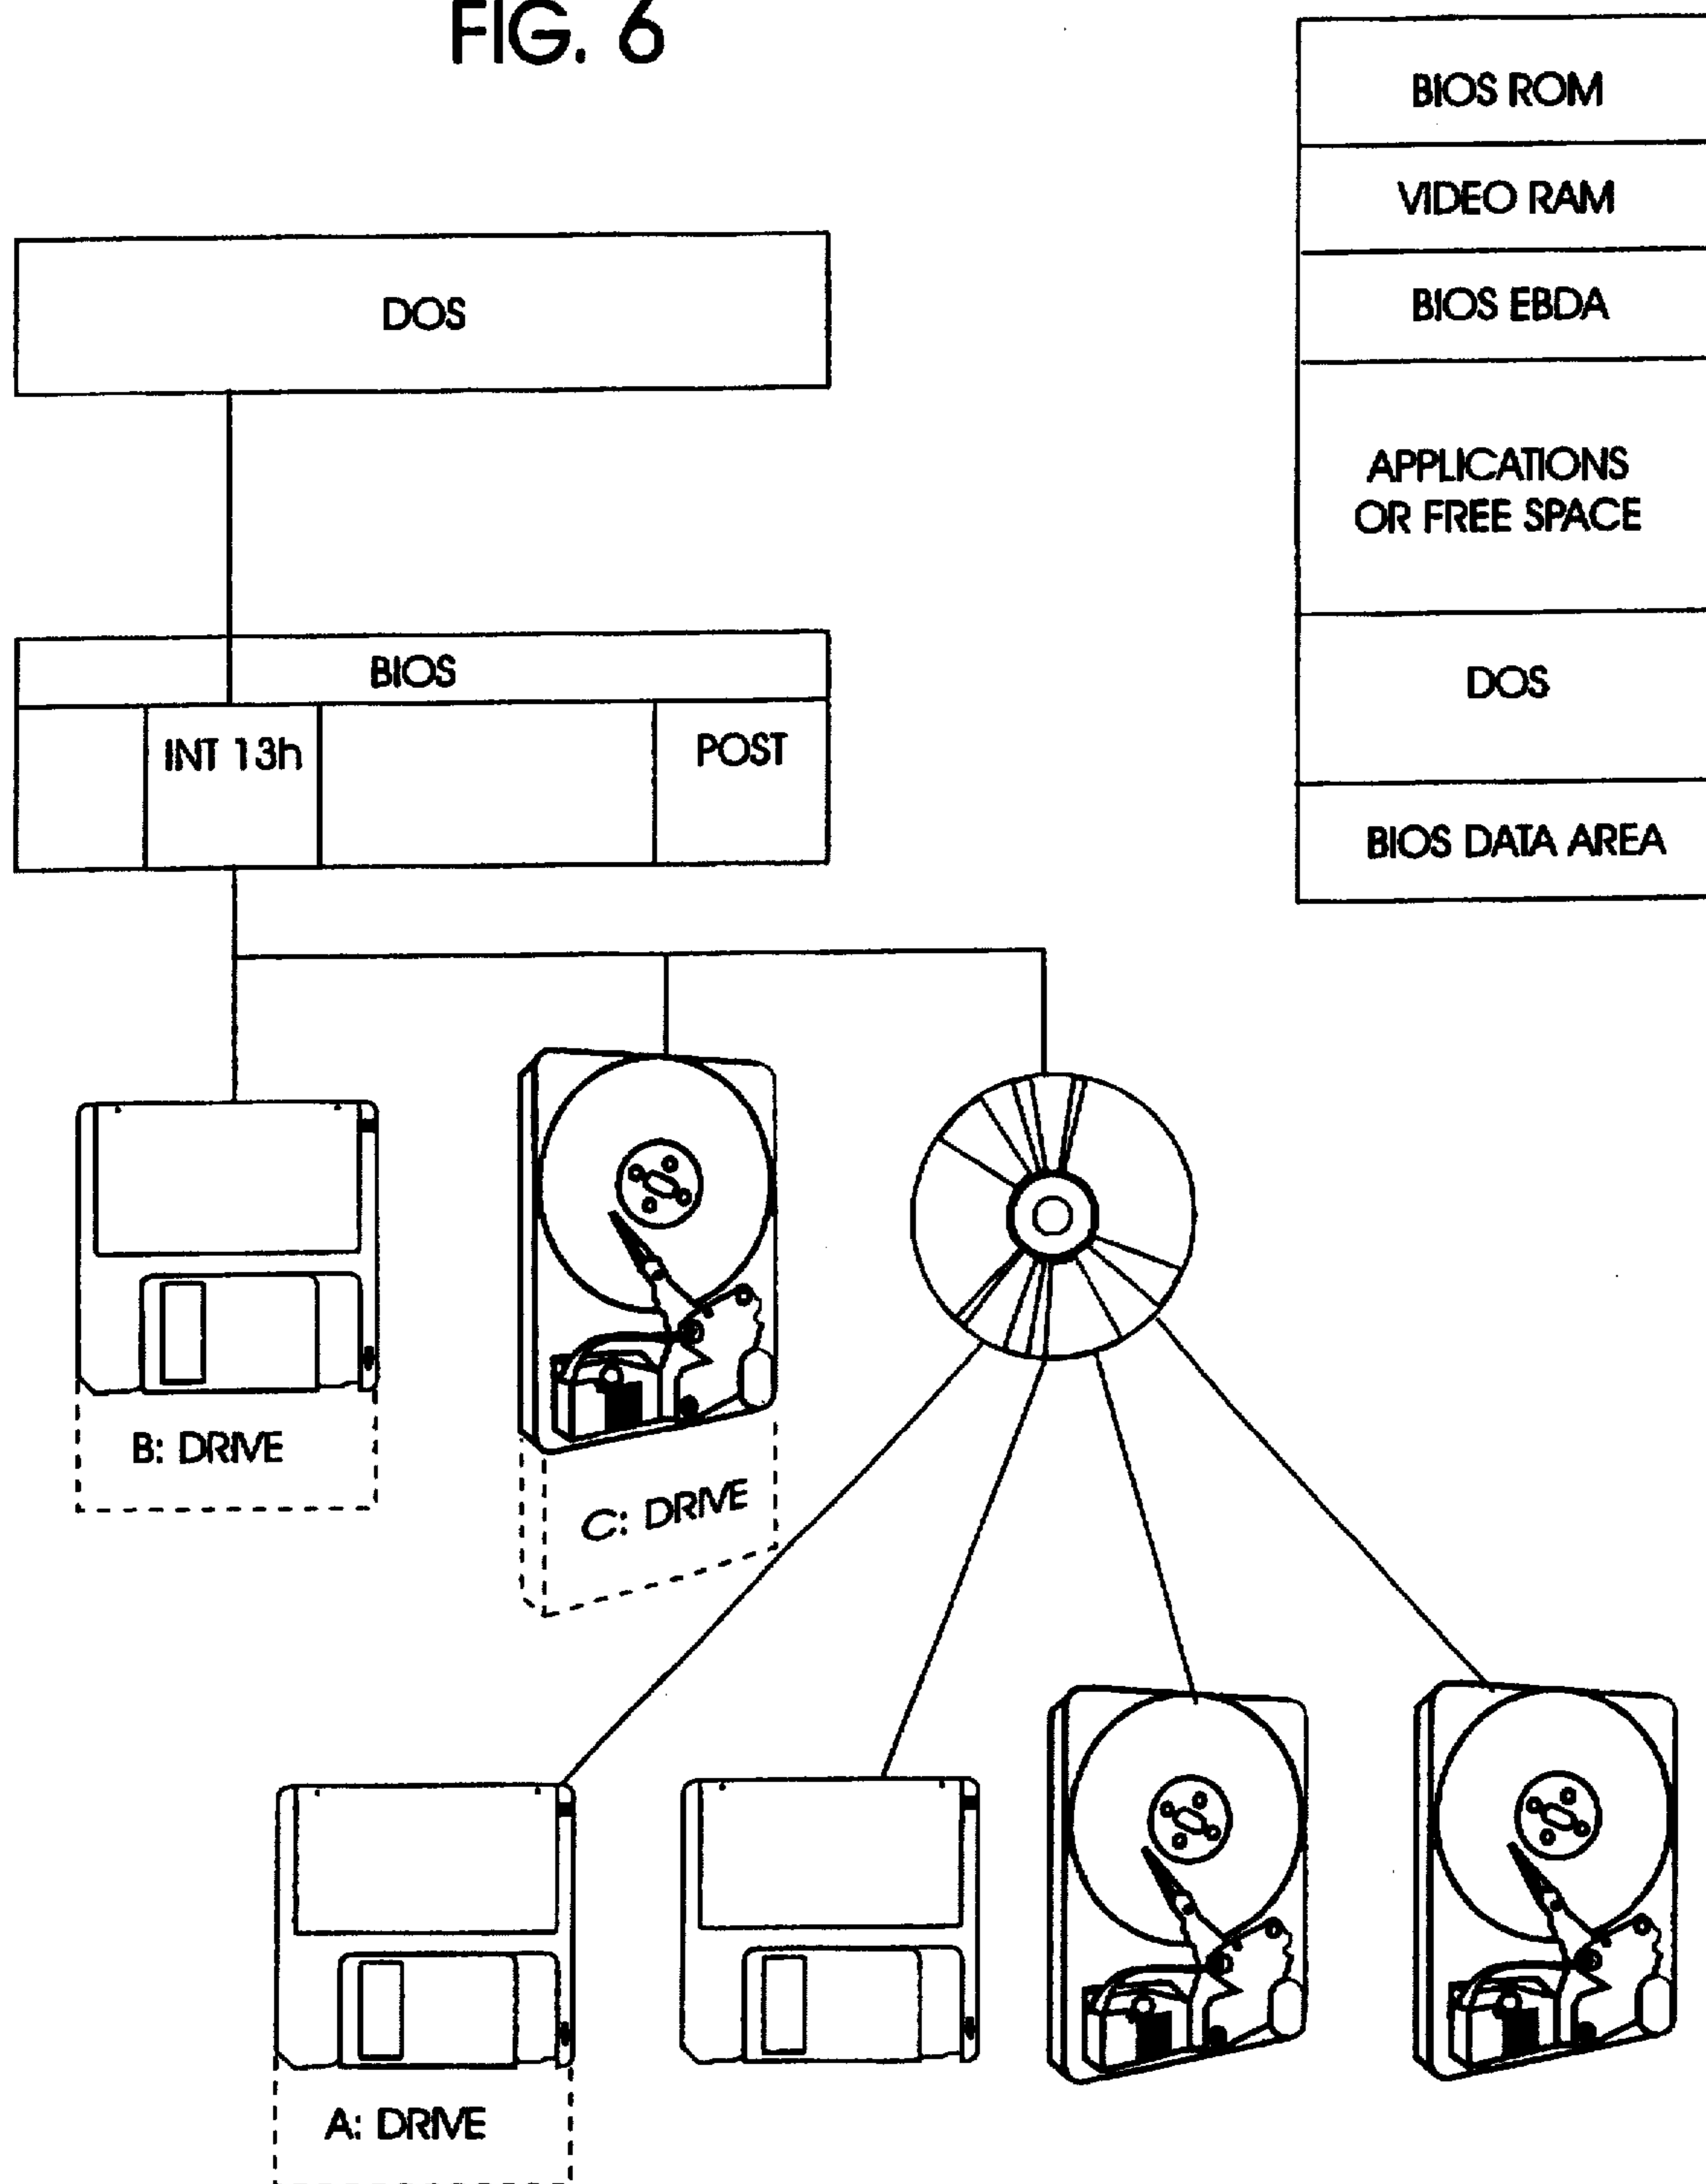 FIG. 6
DOS
BIOS
INT 13h
POST
B: DRIVE
C: DRIVE
A: DRIVE
BIOS ROM
VIDEO RAM
BIOS EBDA
APPLICATIONS
OR FREE SPACE
DOS
BIOS DATA AREA